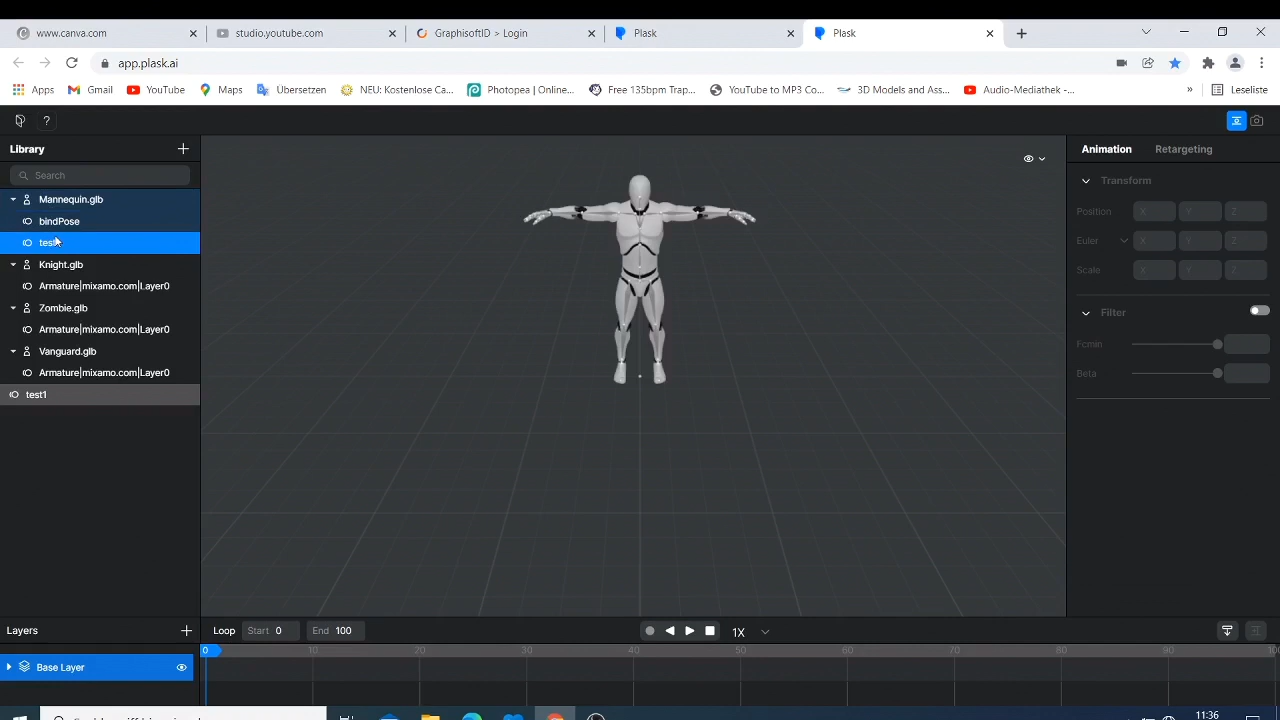 www.canva.com
studio.youtube.com
GraphisoftID > Login
Plask
Plask
app.plask.ai
Apps Gmail YouTube Maps Übersetzen NEU: Kostenlose Ca... Photopea | Online... Free 135bpm Trap... YouTube to MP3 Co... 3D Models and Ass... Audio-Mediathek -... » Leseliste
?
Library
Search
Mannequin.glb
bindPose
test
Knight.glb
Armature|mixamo.com|Layer0
Zombie.glb
Armature|mixamo.com|Layer0
Vanguard.glb
Armature|mixamo.com|Layer0
test1
Animation Retargeting
Transform
Position X Y Z
Euler X Y Z
Scale X Y Z
Filter
Fcmin
Beta
Layers
Loop Start 0 End 100 1X
0 10 20 30 40 50 60 70 80 90
Base Layer
11:36